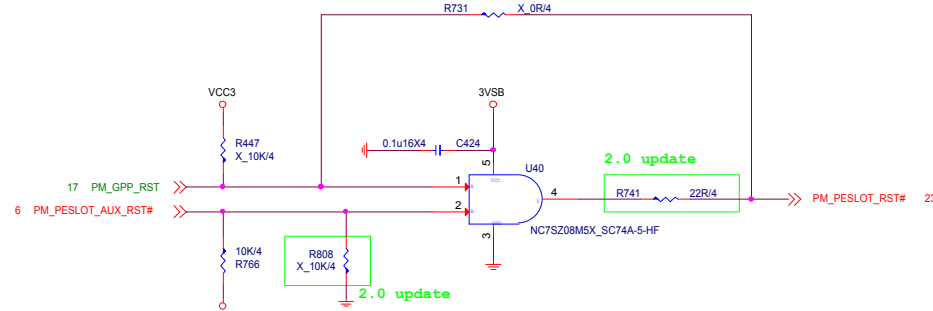 R731 X_0R/4
VCC3
3VSB
R447
X_10K/4
0.1u16X4 C424
5
U40
VCC
2.0 update
17 PM_GPP_RST
1
4
R741 22R/4
6 PM_PESLOT_AUX_RST#
2
PM_PESLOT_RST# 23
3
NC7SZ08M5X_SC74A-5-HF
10K/4
R766
R808
X_10K/4
2.0 update